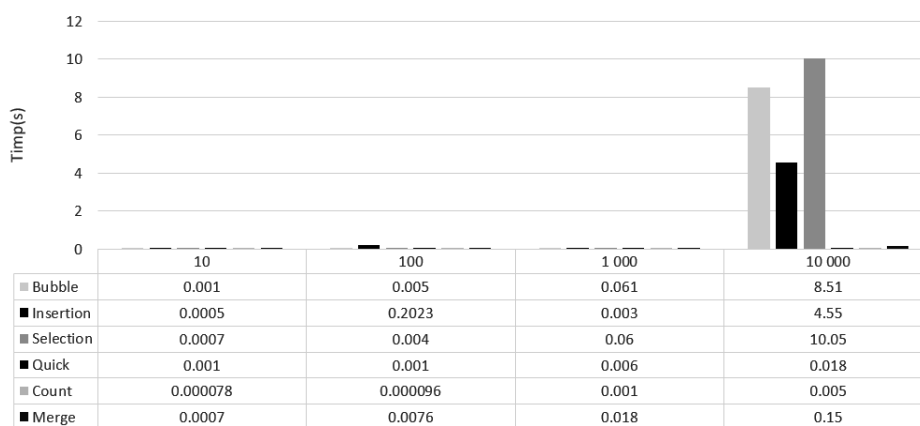 12
10
8
6
4
2
0
Timp(s)
10 100 1 000 10 000
Bubble 0.001 0.005 0.061 8.51
Insertion 0.0005 0.2023 0.003 4.55
Selection 0.0007 0.004 0.06 10.05
Quick 0.001 0.001 0.006 0.018
Count 0.000078 0.000096 0.001 0.005
Merge 0.0007 0.0076 0.018 0.15